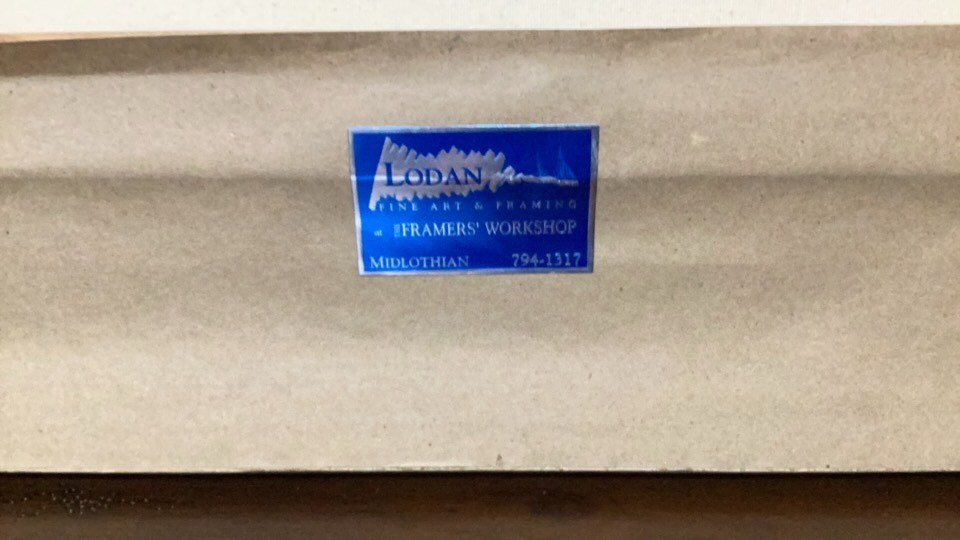 LODAN
FINE ART & FRAMING
at THE FRAMERS' WORKSHOP
MIDLOTHIAN 794-1317